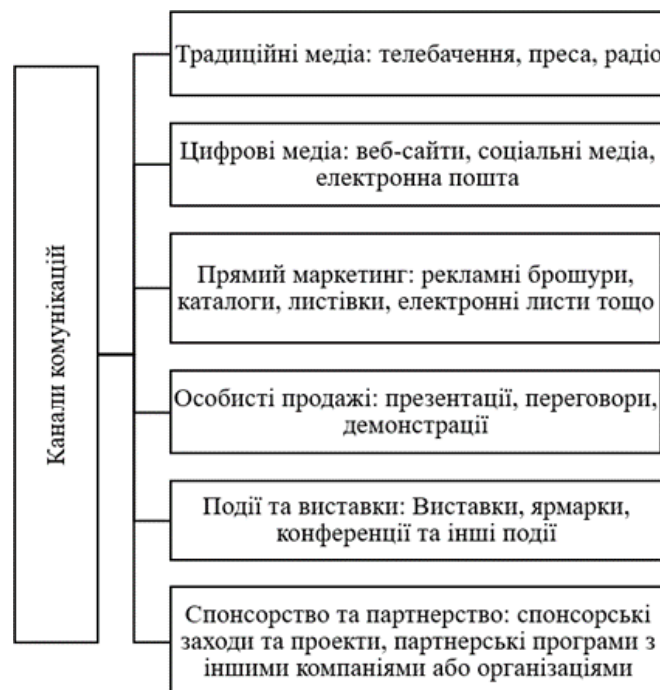 Канали комунікацій
Традиційні медіа: телебачення, преса, радіо
Цифрові медіа: веб-сайти, соціальні медіа,
електронна пошта
Прямий маркетинг: рекламні брошури,
каталоги, листівки, електронні листи тощо
Особисті продажі: презентації, переговори,
демонстрації
Події та виставки: Виставки, ярмарки,
конференції та інші події
Спонсорство та партнерство: спонсорські
заходи та проекти, партнерські програми з
іншими компаніями або організаціями